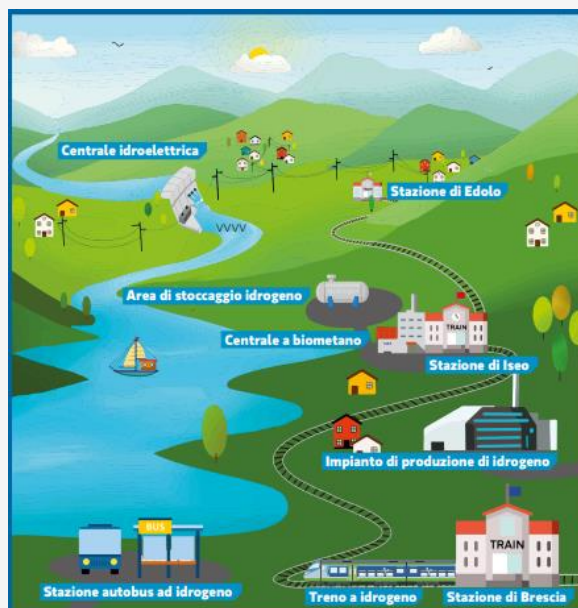 Centrale idroelettrica
Stazione di Edolo
Area di stoccaggio idrogeno
Centrale a biometano
TRAIN
Stazione di Iseo
Impianto di produzione di idrogeno
BUS
TRAIN
Stazione autobus ad idrogeno
Treno a idrogeno
Stazione di Brescia